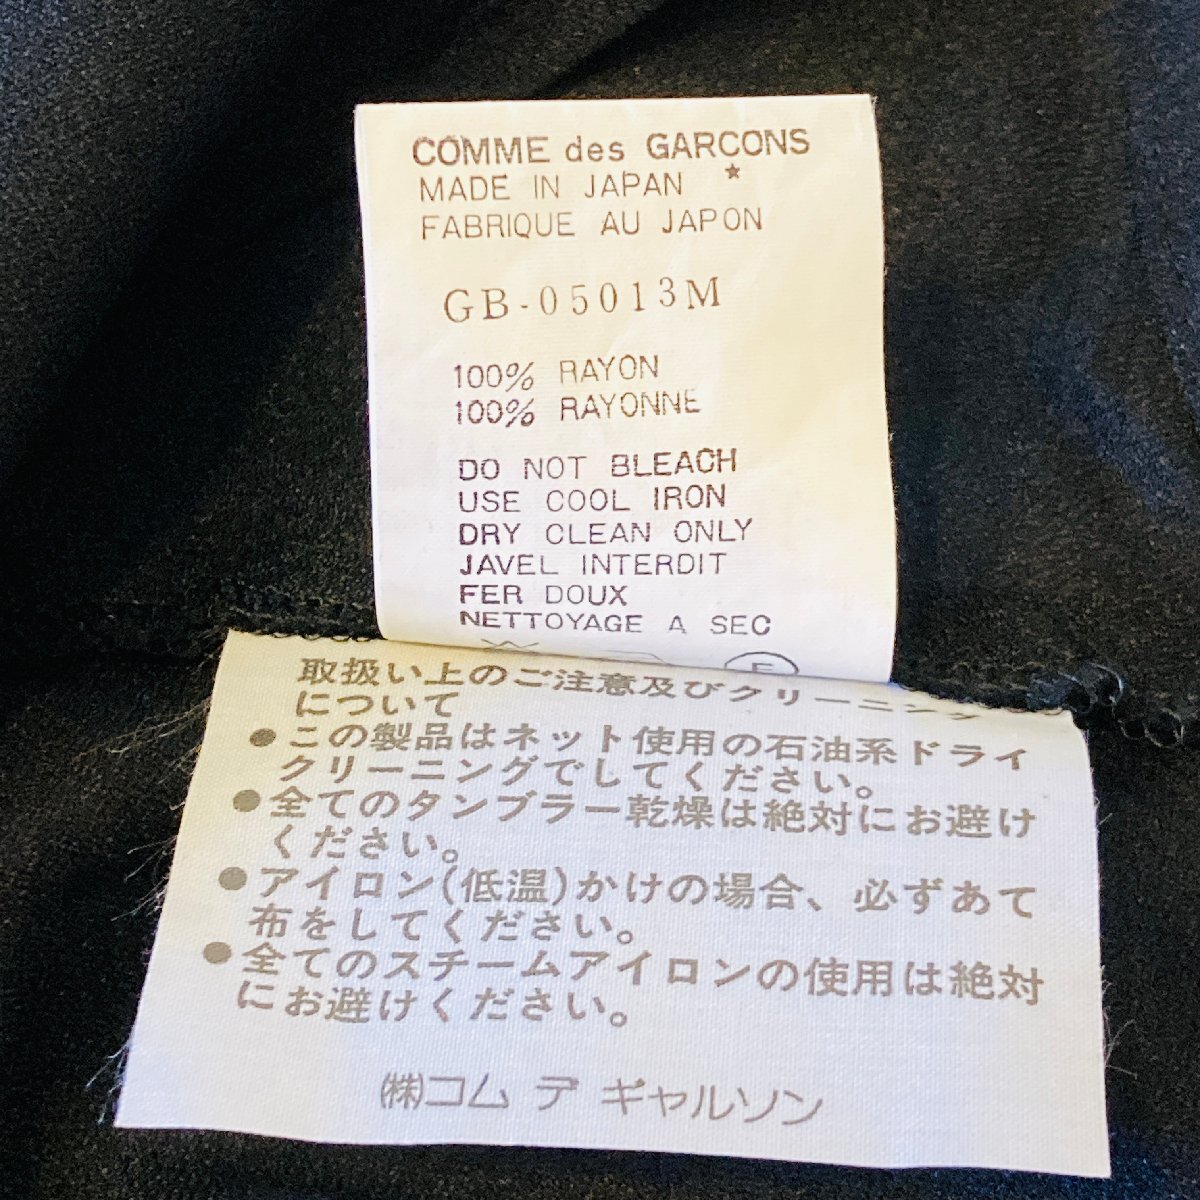 COMME des GARCONS
MADE IN JAPAN *
FABRIQUE AU JAPON
GB-05013M
100% RAYON
100% RAYONNE
DO NOT BLEACH
USE COOL IRON
DRY CLEAN ONLY
JAVEL INTERDIT
FER DOUX
NETTOYAGE A SEC
F
取扱い上のご注意及びクリーニング
について
●この製品はネット使用の石油系ドライ
クリーニングでしてください。
●全てのタンブラー乾燥は絶対にお避け
ください。
●アイロン(低温)かけの場合、必ずあて
布をしてください。
●全てのスチームアイロンの使用は絶対
にお避けください。
㈱コム デ ギャルソン